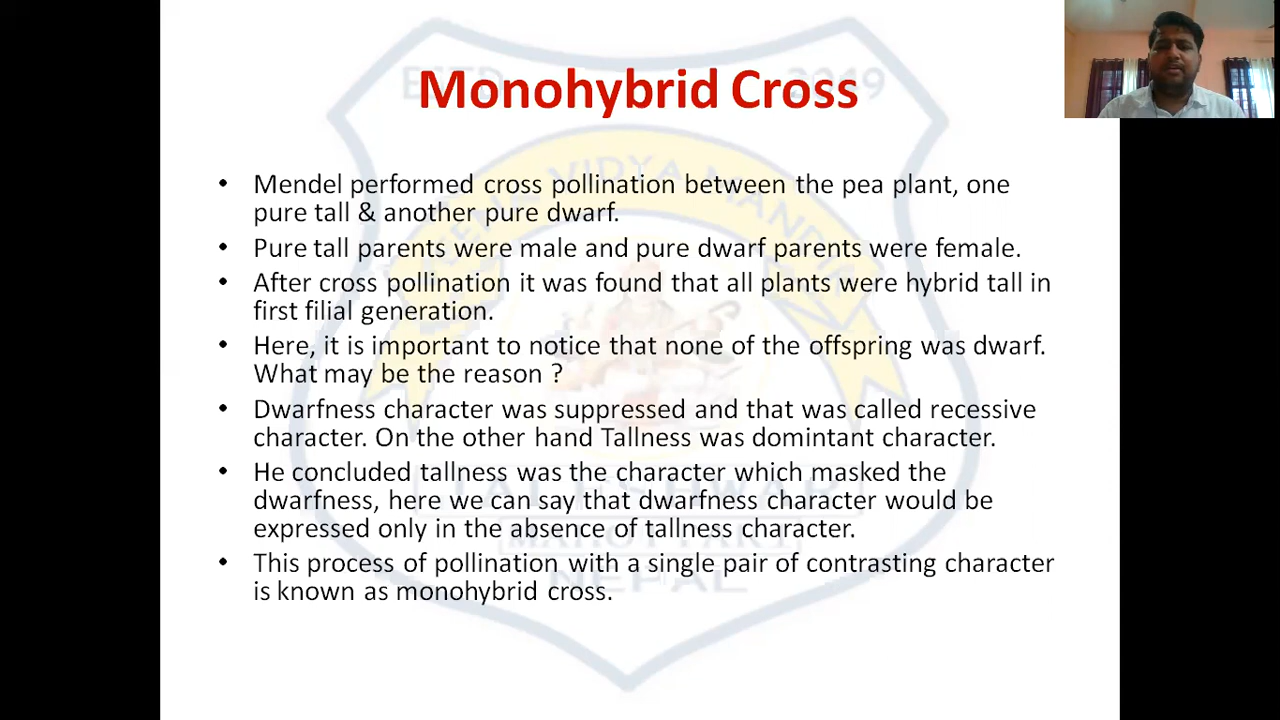 Monohybrid Cross
• Mendel performed cross pollination between the pea plant, one
pure tall & another pure dwarf.
• Pure tall parents were male and pure dwarf parents were female.
• After cross pollination it was found that all plants were hybrid tall in
first filial generation.
• Here, it is important to notice that none of the offspring was dwarf.
What may be the reason ?
• Dwarfness character was suppressed and that was called recessive
character. On the other hand Tallness was domintant character.
• He concluded tallness was the character which masked the
dwarfness, here we can say that dwarfness character would be
expressed only in the absence of tallness character.
• This process of pollination with a single pair of contrasting character
is known as monohybrid cross.
VIDYA MANDIR
NEPAL